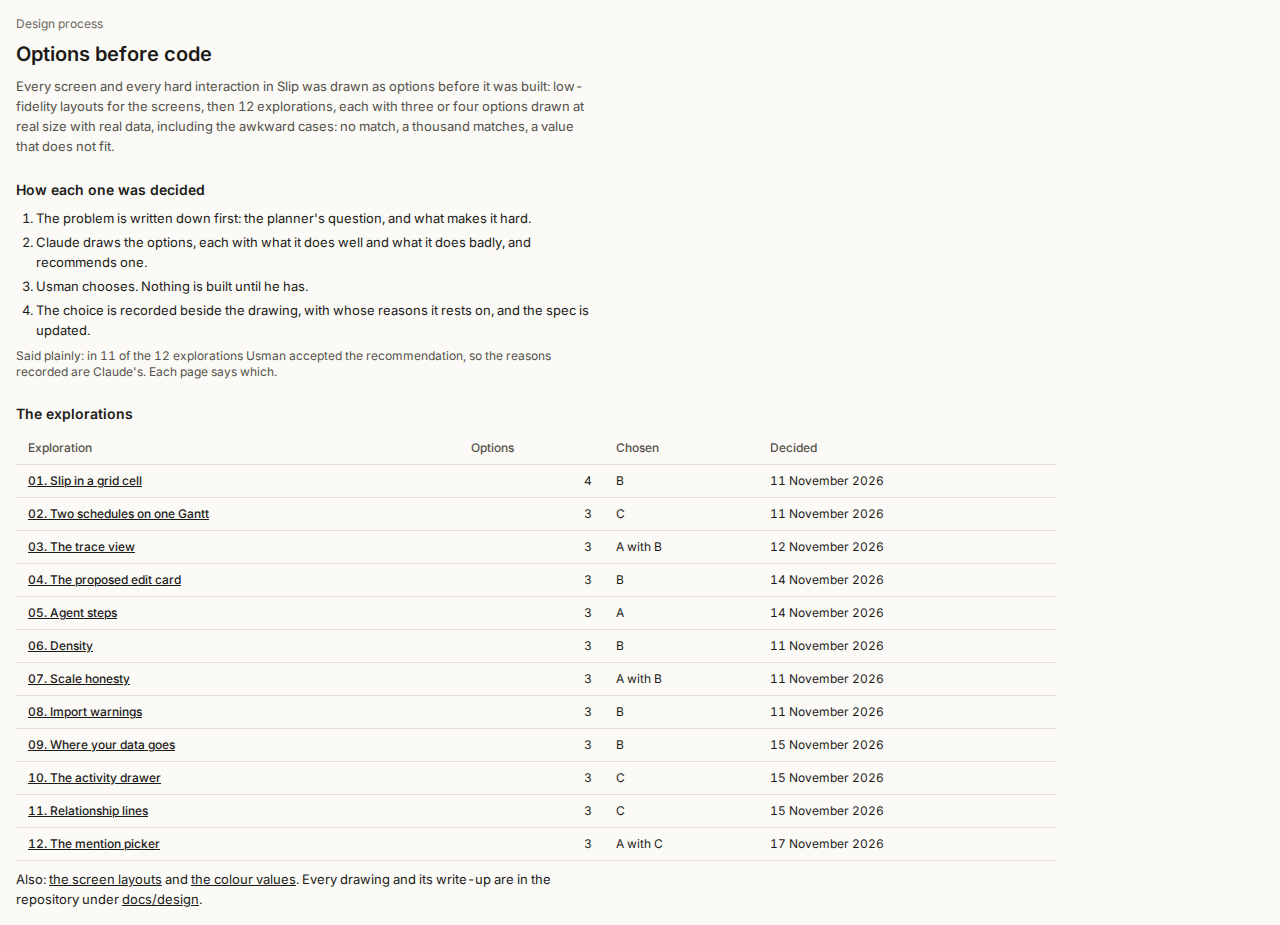 Design process
Options before code
Every screen and every hard interaction in Slip was drawn as options before it was built: low-
fidelity layouts for the screens, then 12 explorations, each with three or four options drawn at
real size with real data, including the awkward cases: no match, a thousand matches, a value
that does not fit.
How each one was decided
1. The problem is written down first: the planner's question, and what makes it hard.
2. Claude draws the options, each with what it does well and what it does badly, and
recommends one.
3. Usman chooses. Nothing is built until he has.
4. The choice is recorded beside the drawing, with whose reasons it rests on, and the spec is
updated.
Said plainly: in 11 of the 12 explorations Usman accepted the recommendation, so the reasons
recorded are Claude's. Each page says which.
The explorations
Exploration Options Chosen Decided
01. Slip in a grid cell 4 B 11 November 2026
02. Two schedules on one Gantt 3 C 11 November 2026
03. The trace view 3 A with B 12 November 2026
04. The proposed edit card 3 B 14 November 2026
05. Agent steps 3 A 14 November 2026
06. Density 3 B 11 November 2026
07. Scale honesty 3 A with B 11 November 2026
08. Import warnings 3 B 11 November 2026
09. Where your data goes 3 B 15 November 2026
10. The activity drawer 3 C 15 November 2026
11. Relationship lines 3 C 15 November 2026
12. The mention picker 3 A with C 17 November 2026
Also: the screen layouts and the colour values. Every drawing and its write-up are in the
repository under docs/design.